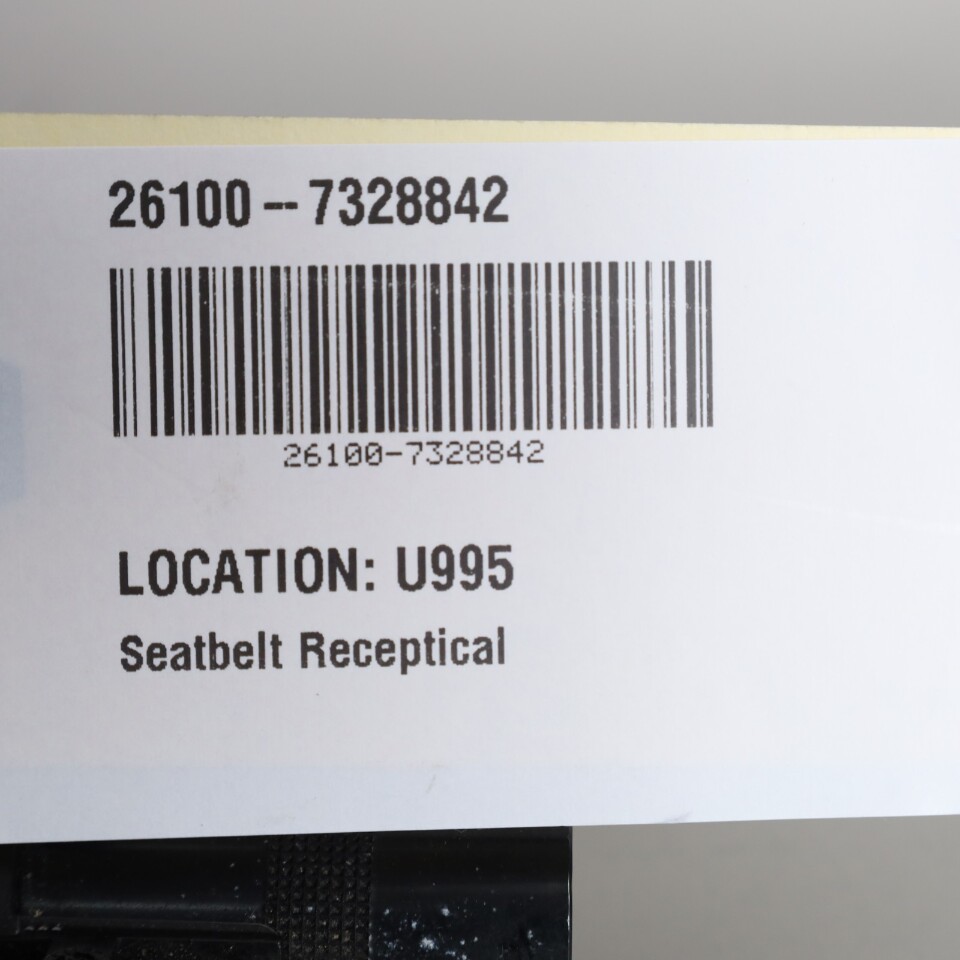 26100--7328842
26100-7328842
LOCATION: U995
Seatbelt Receptical